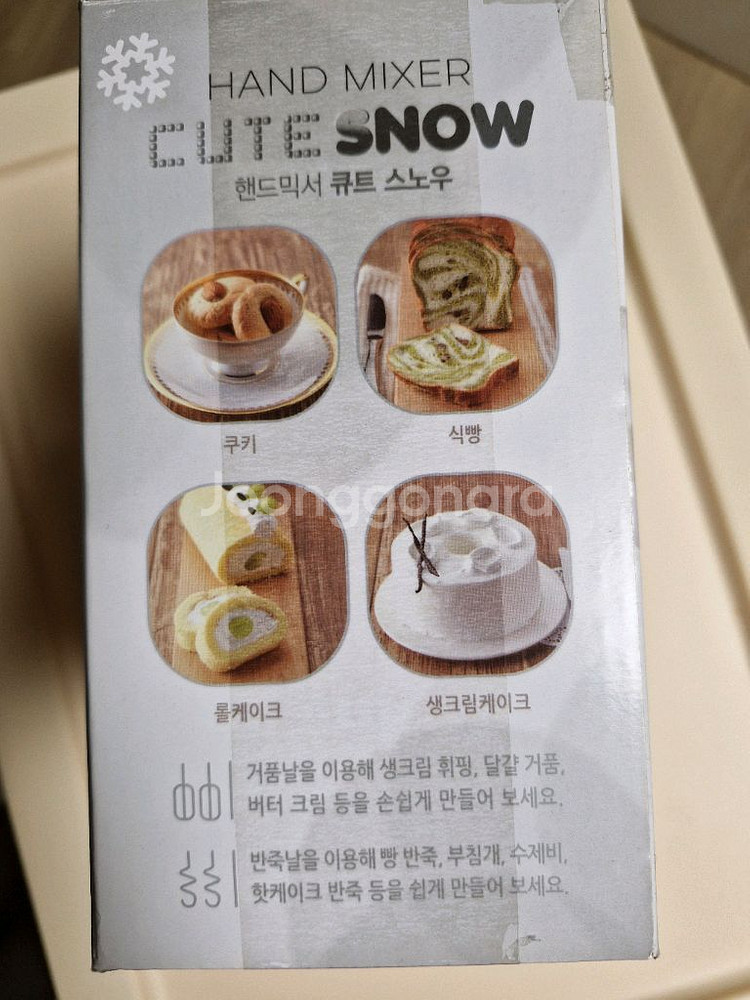 HAND MIXER
CUTE SNOW
핸드믹서 큐트 스노우
쿠키
식빵
Joonggonara
롤케이크
생크림케이크
거품날을 이용해 생크림 휘핑, 달걀 거품,
버터 크림 등을 손쉽게 만들어 보세요.
반죽날을 이용해 빵 반죽, 부침개, 수제비,
핫케이크 반죽 등을 쉽게 만들어 보세요.